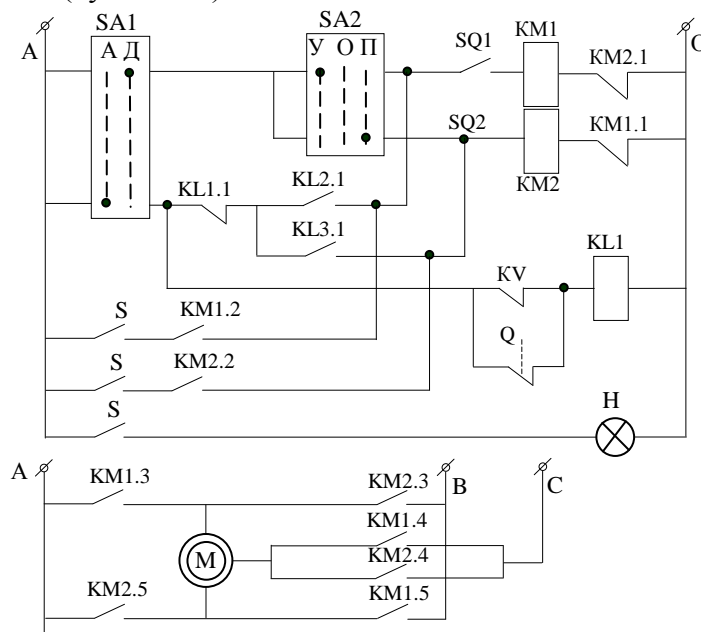 SA1
SA2
A
O
А Д
У О П
SQ1
KM1
KM2.1
SQ2
KM1.1
KM2
KL1.1
KL2.1
KL3.1
KL1
KV
Q
S
KM1.2
S
KM2.2
S
H
A
KM1.3
KM2.3
B
C
KM1.4
M
KM2.4
KM2.5
KM1.5